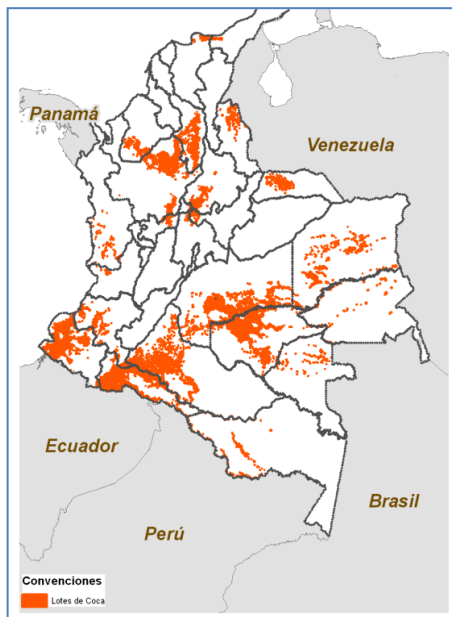 Panamá
Venezuela
Ecuador
Perú
Brasil
Convenciones
Lotes de Coca